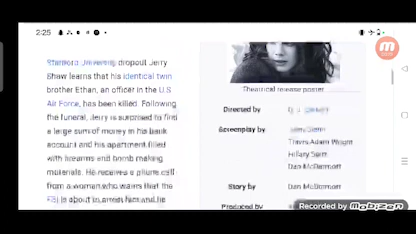 2:25
Stanford University dropout Jerry
Shaw learns that his identical twin
brother Ethan, an officer in the U.S
Air Force, has been killed. Following
the funeral, Jerry is surprised to find
a large sum of money in his bank
account and his apartment filled
with firearms and bomb making
materials. He receives a phone call
from a woman who warns that the
FBI is about to arrest him and he
Theatrical release poster
Directed by
Screenplay by
Travis Adam Wright
Hillary Seitz
Dan McDermott
Story by Dan McDermott
Produced by
Recorded by mobizen